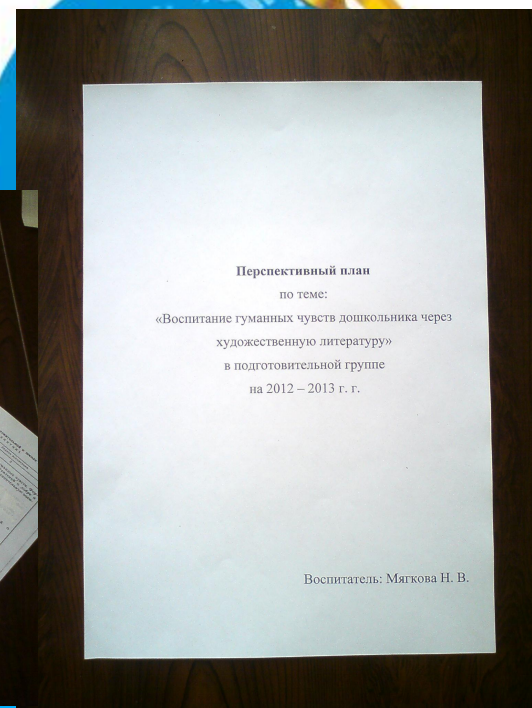 Перспективный план
по теме:
«Воспитание гуманных чувств дошкольника через
художественную литературу»
в подготовительной группе
на 2012 – 2013 г. г.
Воспитатель: Мягкова Н. В.